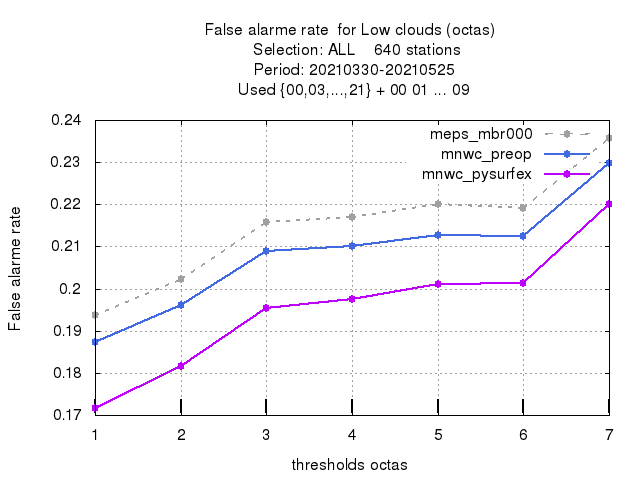 False alarme rate  for Low clouds (octas)
Selection: ALL    640 stations
Period: 20210330-20210525
Used {00,03,...,21} + 00 01 ... 09
0.24
0.23
0.22
0.21
0.2
0.19
0.18
0.17
False alarme rate
meps_mbr000
mnwc_preop
mnwc_pysurfex
1 2 3 4 5 6 7
thresholds octas